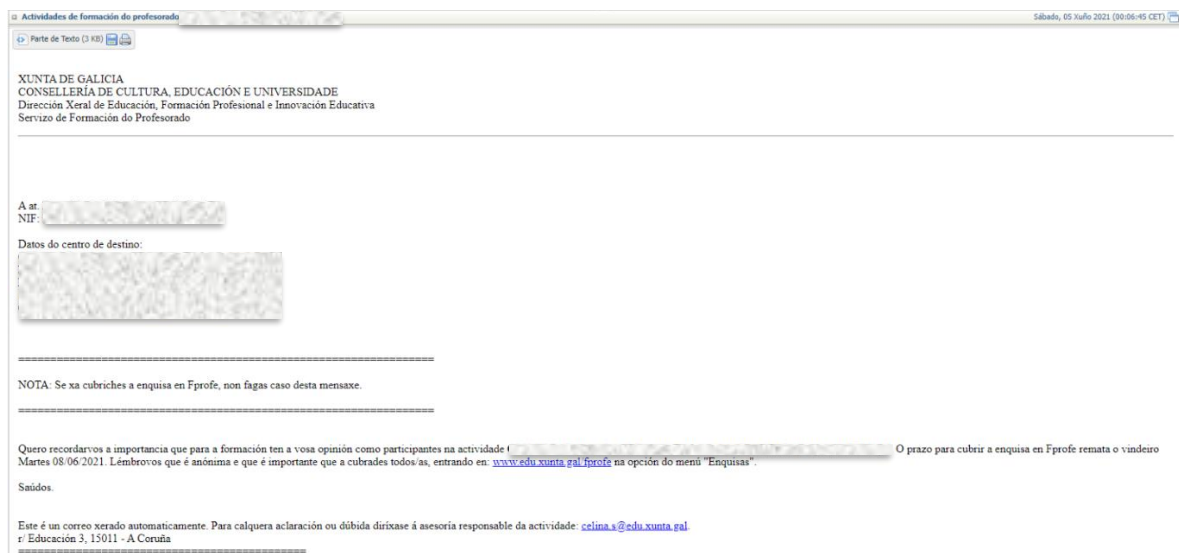 Actividades de formación do profesorado
Sábado, 05 Xuño 2021 (00:06:45 CET)
Parte de Texto (3 KB)
XUNTA DE GALICIA
CONSELLERÍA DE CULTURA, EDUCACIÓN E UNIVERSIDADE
Dirección Xeral de Educación, Formación Profesional e Innovación Educativa
Servizo de Formación do Profesorado
A at.
NIF:
Datos do centro de destino:
=================================================================
NOTA: Se xa cubriches a enquisa en Fprofe, non fagas caso desta mensaxe.
=================================================================
Quero recordarvos a importancia que para a formación ten a vosa opinión como participantes na actividade O prazo para cubrir a enquisa en Fprofe remata o vindeiro
Martes 08/06/2021. Lémbrovos que é anónima e que é importante que a cubrades todos/as, entrando en: www.edu.xunta.gal/fprofe na opción do menú "Enquisas".
Saúdos.
Este é un correo xerado automaticamente. Para calquera aclaración ou dúbida diríxase á asesoría responsable da actividade: celina.s@edu.xunta.gal.
r/ Educación 3, 15011 - A Coruña
=============================================